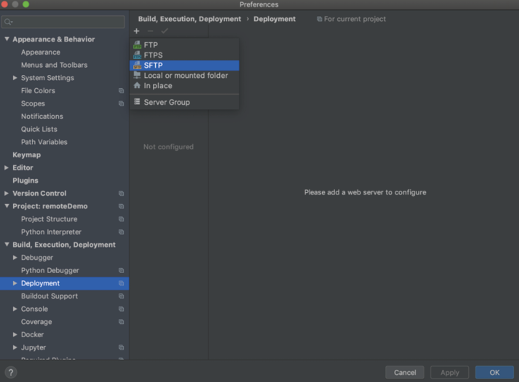 Preferences
Build, Execution, Deployment › Deployment
For current project
FTP
FTPS
SFTP
Local or mounted folder
In place
Server Group
Not configured
Please add a web server to configure
Appearance & Behavior
Appearance
Menus and Toolbars
System Settings
File Colors
Scopes
Notifications
Quick Lists
Path Variables
Keymap
Editor
Plugins
Version Control
Project: remoteDemo
Project Structure
Python Interpreter
Build, Execution, Deployment
Debugger
Python Debugger
Deployment
Buildout Support
Console
Coverage
Docker
Jupyter
Required Plugins
?
Cancel
Apply
OK